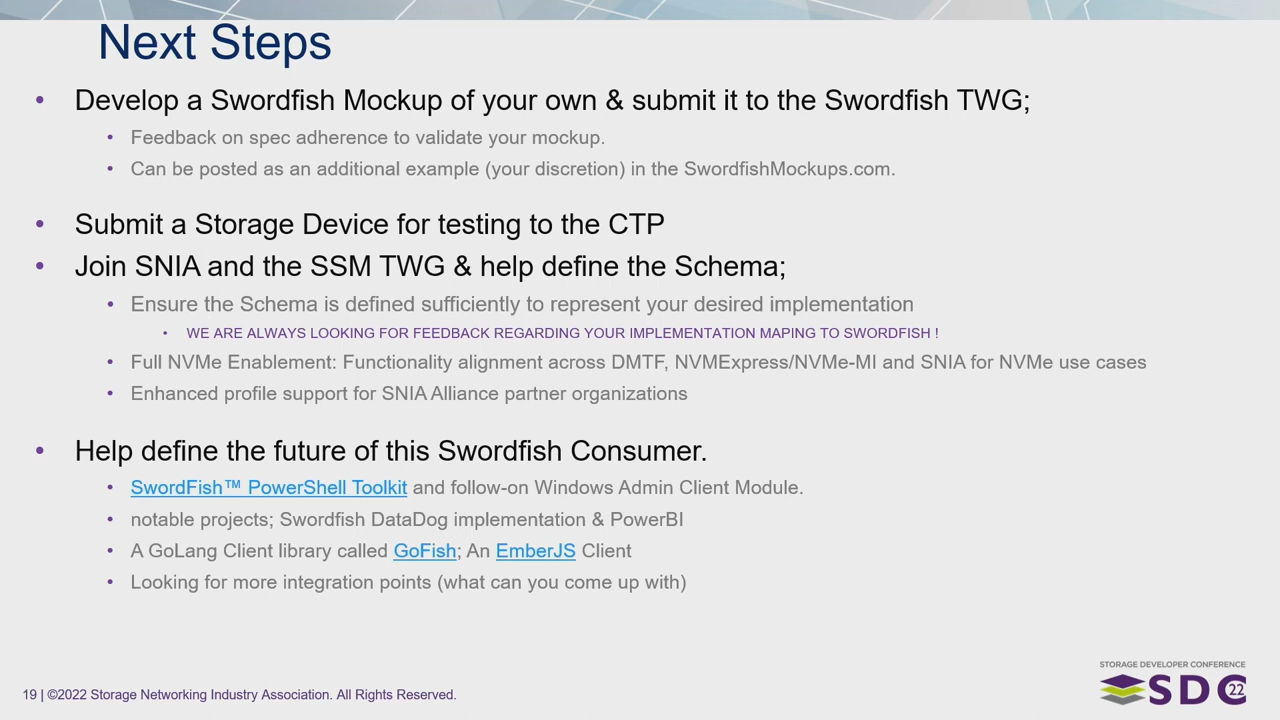 Next Steps
• Develop a Swordfish Mockup of your own & submit it to the Swordfish TWG;
• Feedback on spec adherence to validate your mockup.
• Can be posted as an additional example (your discretion) in the SwordfishMockups.com.
• Submit a Storage Device for testing to the CTP
• Join SNIA and the SSM TWG & help define the Schema;
• Ensure the Schema is defined sufficiently to represent your desired implementation
• WE ARE ALWAYS LOOKING FOR FEEDBACK REGARDING YOUR IMPLEMENTATION MAPING TO SWORDFISH !
• Full NVMe Enablement: Functionality alignment across DMTF, NVMExpress/NVMe-MI and SNIA for NVMe use cases
• Enhanced profile support for SNIA Alliance partner organizations
• Help define the future of this Swordfish Consumer.
• SwordFish™ PowerShell Toolkit and follow-on Windows Admin Client Module.
• notable projects; Swordfish DataDog implementation & PowerBI
• A GoLang Client library called GoFish; An EmberJS Client
• Looking for more integration points (what can you come up with)
STORAGE DEVELOPER CONFERENCE
SDC 22
19 | ©2022 Storage Networking Industry Association. All Rights Reserved.